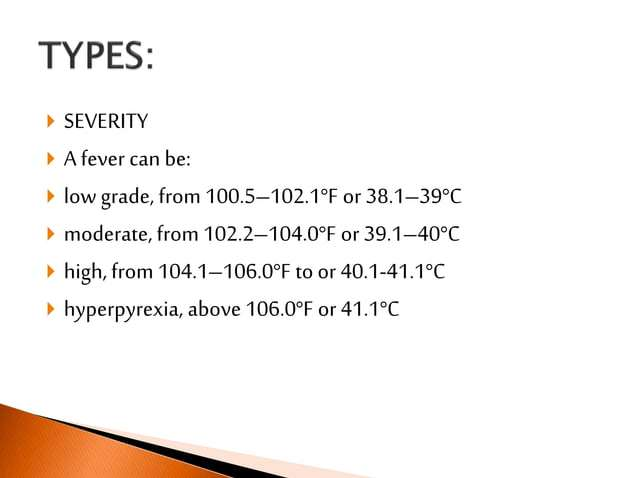 TYPES:
SEVERITY
A fever can be:
low grade, from 100.5–102.1°F or 38.1–39°C
moderate, from 102.2–104.0°F or 39.1–40°C
high, from 104.1–106.0°F to or 40.1-41.1°C
hyperpyrexia, above 106.0°F or 41.1°C